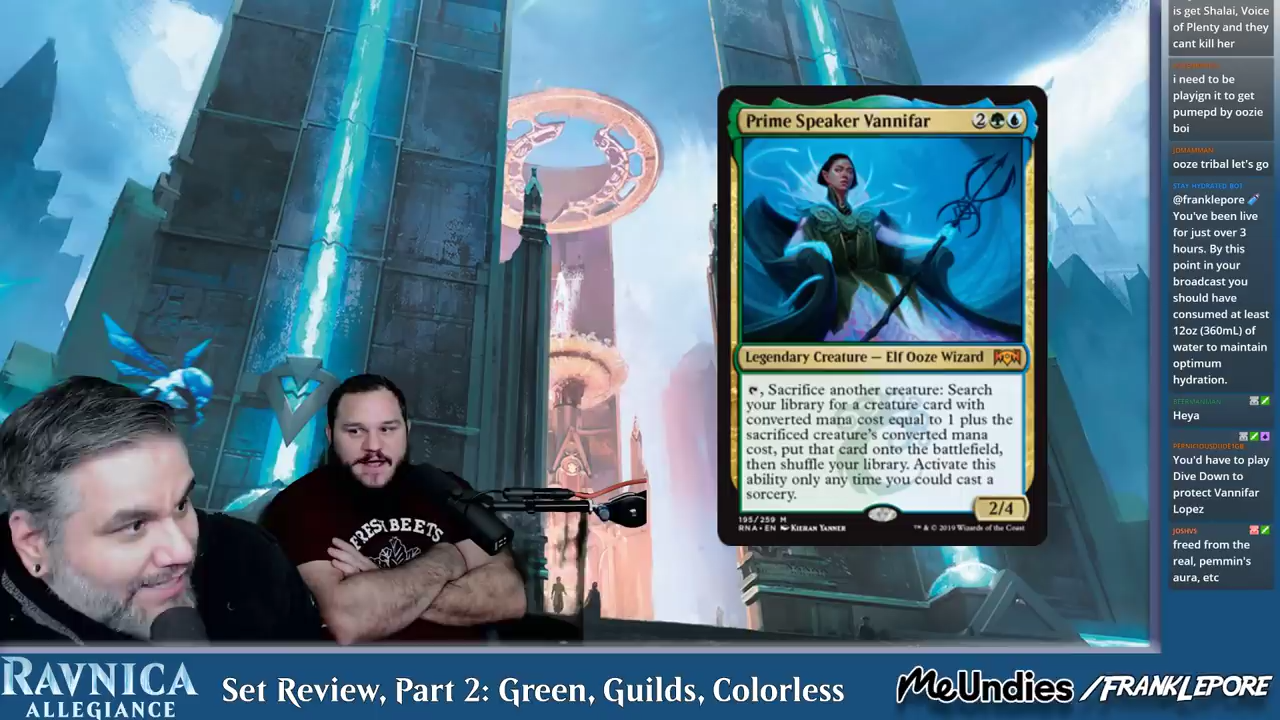 is get Shalai, Voice
of Plenty and they
cant kill her
i need to be
playign it to get
pumepd by oozie
boi
JDMAMMAN
ooze tribal let's go
STAY HYDRATED BOT
@franklepore
You've been live
for just over 3
hours. By this
point in your
broadcast you
should have
consumed at least
12oz (360mL) of
water to maintain
optimum
hydration.
Heya
You'd have to play
Dive Down to
protect Vannifar
Lopez
JOSHVS
freed from the
real, pemmin's
aura, etc
Prime Speaker Vannifar 2
Legendary Creature — Elf Ooze Wizard
, Sacrifice another creature: Search
your library for a creature card with
converted mana cost equal to 1 plus the
sacrificed creature's converted mana
cost, put that card onto the battlefield,
then shuffle your library. Activate this
ability only any time you could cast a
sorcery.
2/4
195/259 M
RNA • EN Kieran Yanner
™ & © 2019 Wizards of the Coast
FRESH BEETS
RAVNICA
ALLEGIANCE
Set Review, Part 2: Green, Guilds, Colorless
MeUndies /FRANKLEPORE